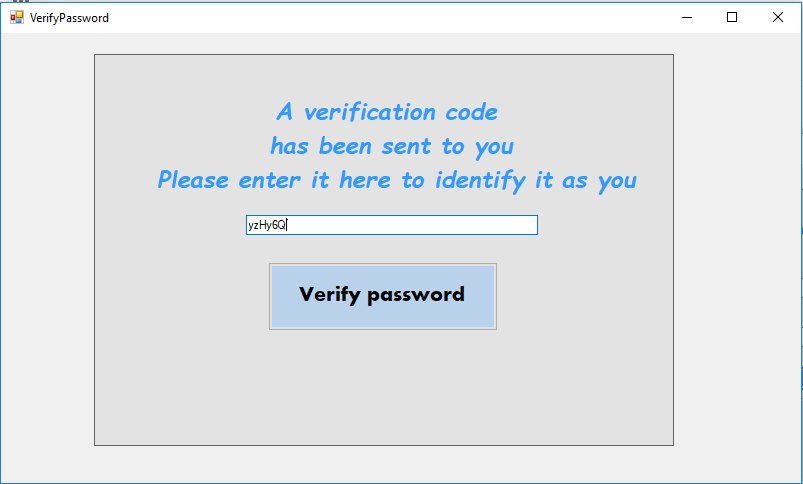 VerifyPassword
A verification code
has been sent to you
Please enter it here to identify it as you
yzHy6Q
Verify password